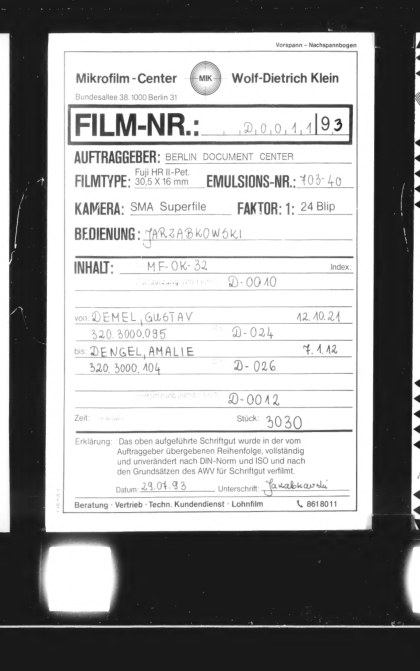 Vorspann – Nachspannbogen
Mikrofilm-Center MIK Wolf-Dietrich Klein
Bundesallee 38, 1000 Berlin 31
FILM-NR.: D,0,0,1,1|93
AUFTRAGGEBER: BERLIN DOCUMENT CENTER
FILMTYPE: Fuji HR II-Pet. 30,5 X 16 mm EMULSIONS-NR.: 703-40
KAMERA: SMA Superfile FAKTOR: 1: 24 Blip
BEDIENUNG: JARZABKOWSKI
INHALT: MF-OK-32 Index:
D-0010
von: DEMEL, GUSTAV 12.10.21
320.3000.095 D-024
bis: DENGEL, AMALIE 7.1.12
320.3000.104 D-026
D-0012
Zeit: Stück: 3030
Erklärung: Das oben aufgeführte Schriftgut wurde in der vom
Auftraggeber übergebenen Reihenfolge, vollständig
und unverändert nach DIN-Norm und ISO und nach
den Grundsätzen des AWV für Schriftgut verfilmt.
Datum: 29.07.93 Unterschrift: Jarzabkowski
Beratung · Vertrieb · Techn. Kundendienst · Lohnfilm 8618011